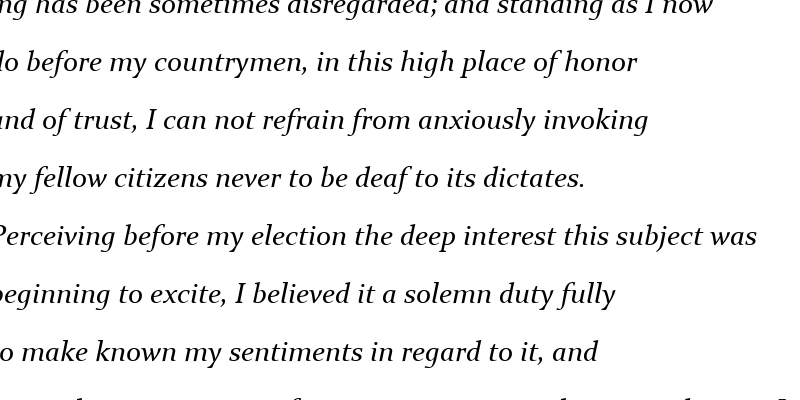 has been sometimes disregarded; and standing as I now
do before my countrymen, in this high place of honor
and of trust, I can not refrain from anxiously invoking
my fellow citizens never to be deaf to its dictates.
Perceiving before my election the deep interest this subject was
beginning to excite, I believed it a solemn duty fully
to make known my sentiments in regard to it, and